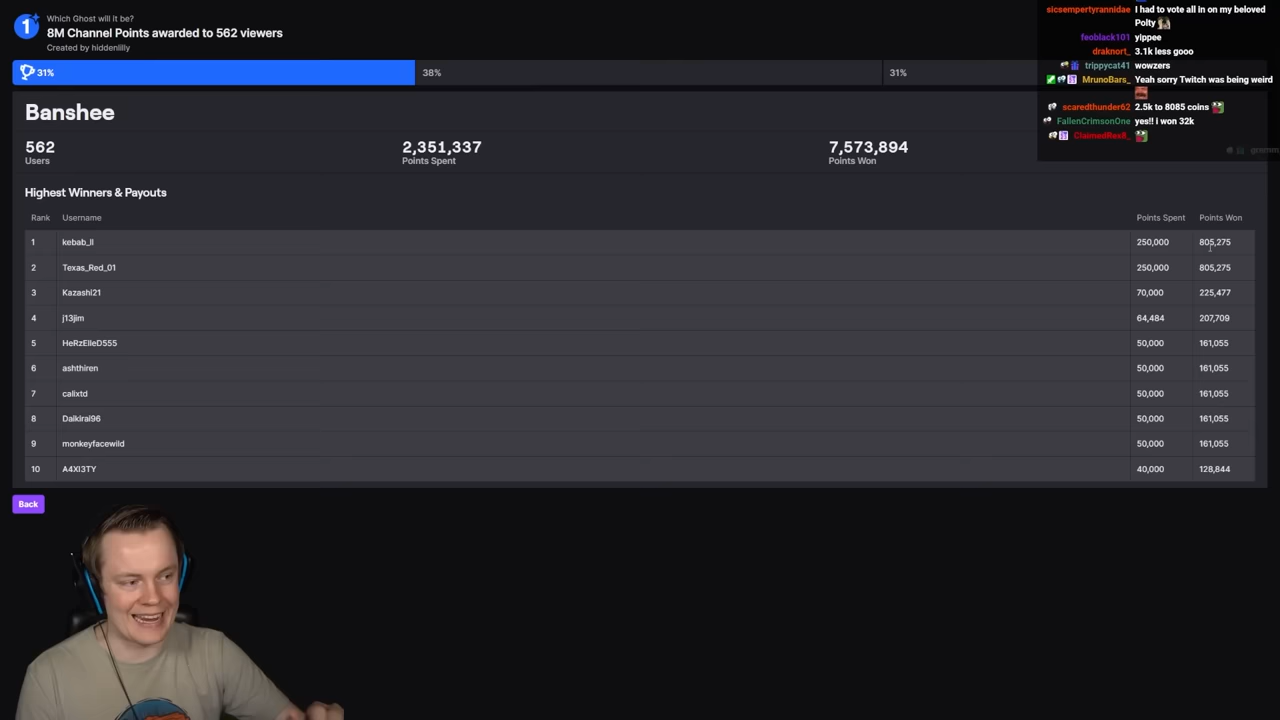 Which Ghost will it be?
8M Channel Points awarded to 562 viewers
Created by hiddenlilly
31%
38%
31%
Banshee
562
Users
2,351,337
Points Spent
7,573,894
Points Won
Highest Winners & Payouts
Rank Username Points Spent Points Won
1 kebab_ll 250,000 805,275
2 Texas_Red_01 250,000 805,275
3 Kazashi21 70,000 225,477
4 j13jim 64,484 207,709
5 HeRzElleD555 50,000 161,055
6 ashthiren 50,000 161,055
7 calixtd 50,000 161,055
8 Daikirai96 50,000 161,055
9 monkeyfacewild 50,000 161,055
10 A4XI3TY 40,000 128,844
Back
sicsempertyrannidae I had to vote all in on my beloved
Polty
feoblack101 yippee
draknort_ 3.1k less gooo
trippycat41 wowzers
MrunoBars_ Yeah sorry Twitch was being weird
scaredthunder62 2.5k to 8085 coins
FallenCrimsonOne yes!! i won 32k
ClaimedRex8_